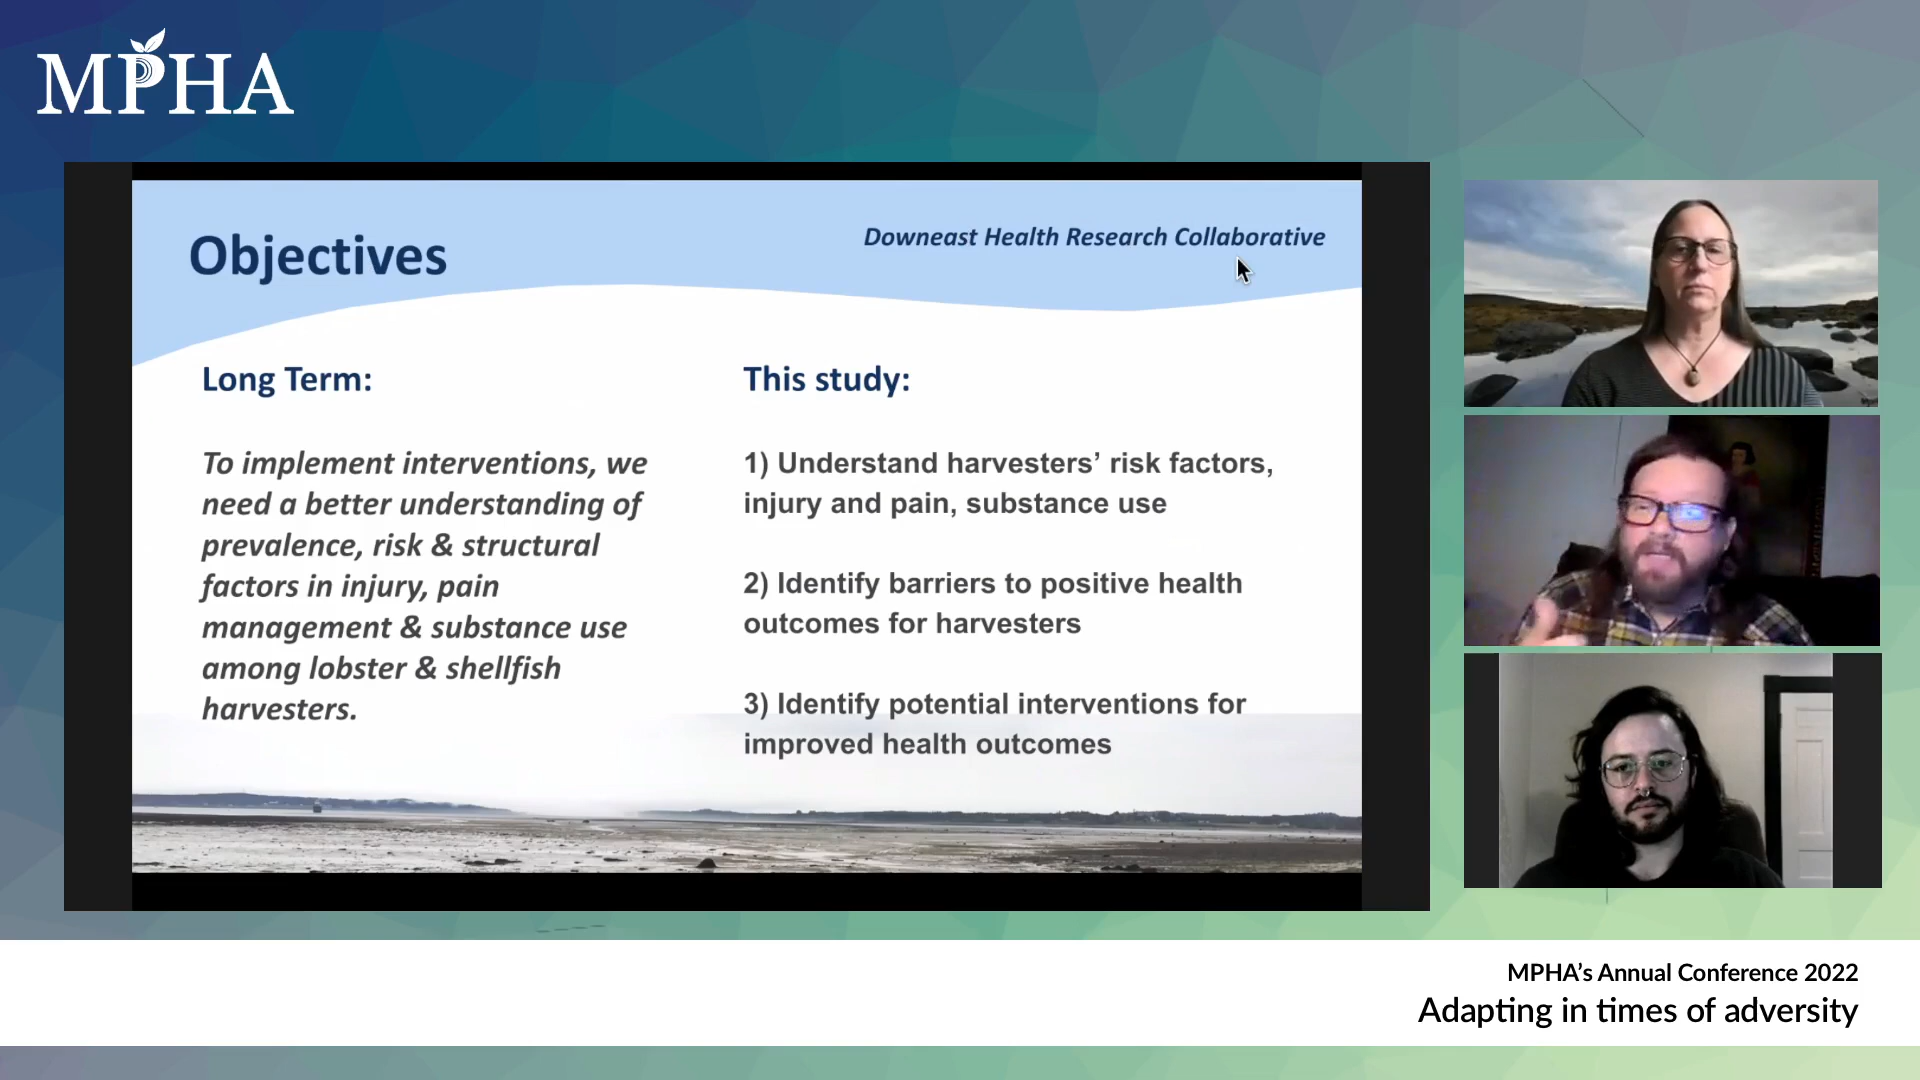 MPHA
Objectives
Downeast Health Research Collaborative
Long Term:
To implement interventions, we
need a better understanding of
prevalence, risk & structural
factors in injury, pain
management & substance use
among lobster & shellfish
harvesters.
This study:
1) Understand harvesters’ risk factors,
injury and pain, substance use
2) Identify barriers to positive health
outcomes for harvesters
3) Identify potential interventions for
improved health outcomes
MPHA’s Annual Conference 2022
Adapting in times of adversity